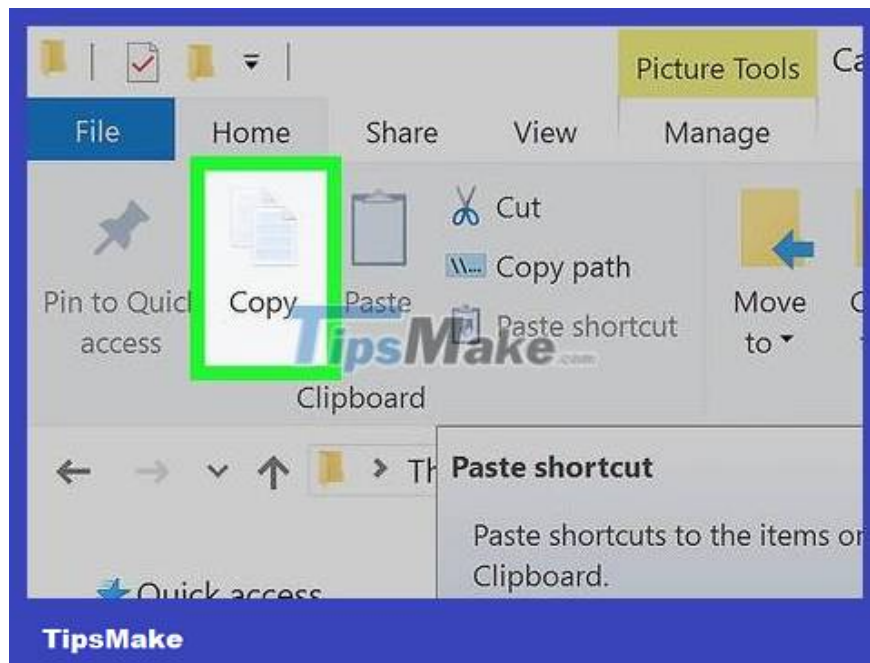 Picture Tools
File Home Share View Manage
Cut
Copy path
Paste shortcut
Pin to Quick
access
Copy
Paste
Move
to
Clipboard
TipsMake.com
Paste shortcut
Paste shortcuts to the items on
Clipboard.
Quick access
TipsMake